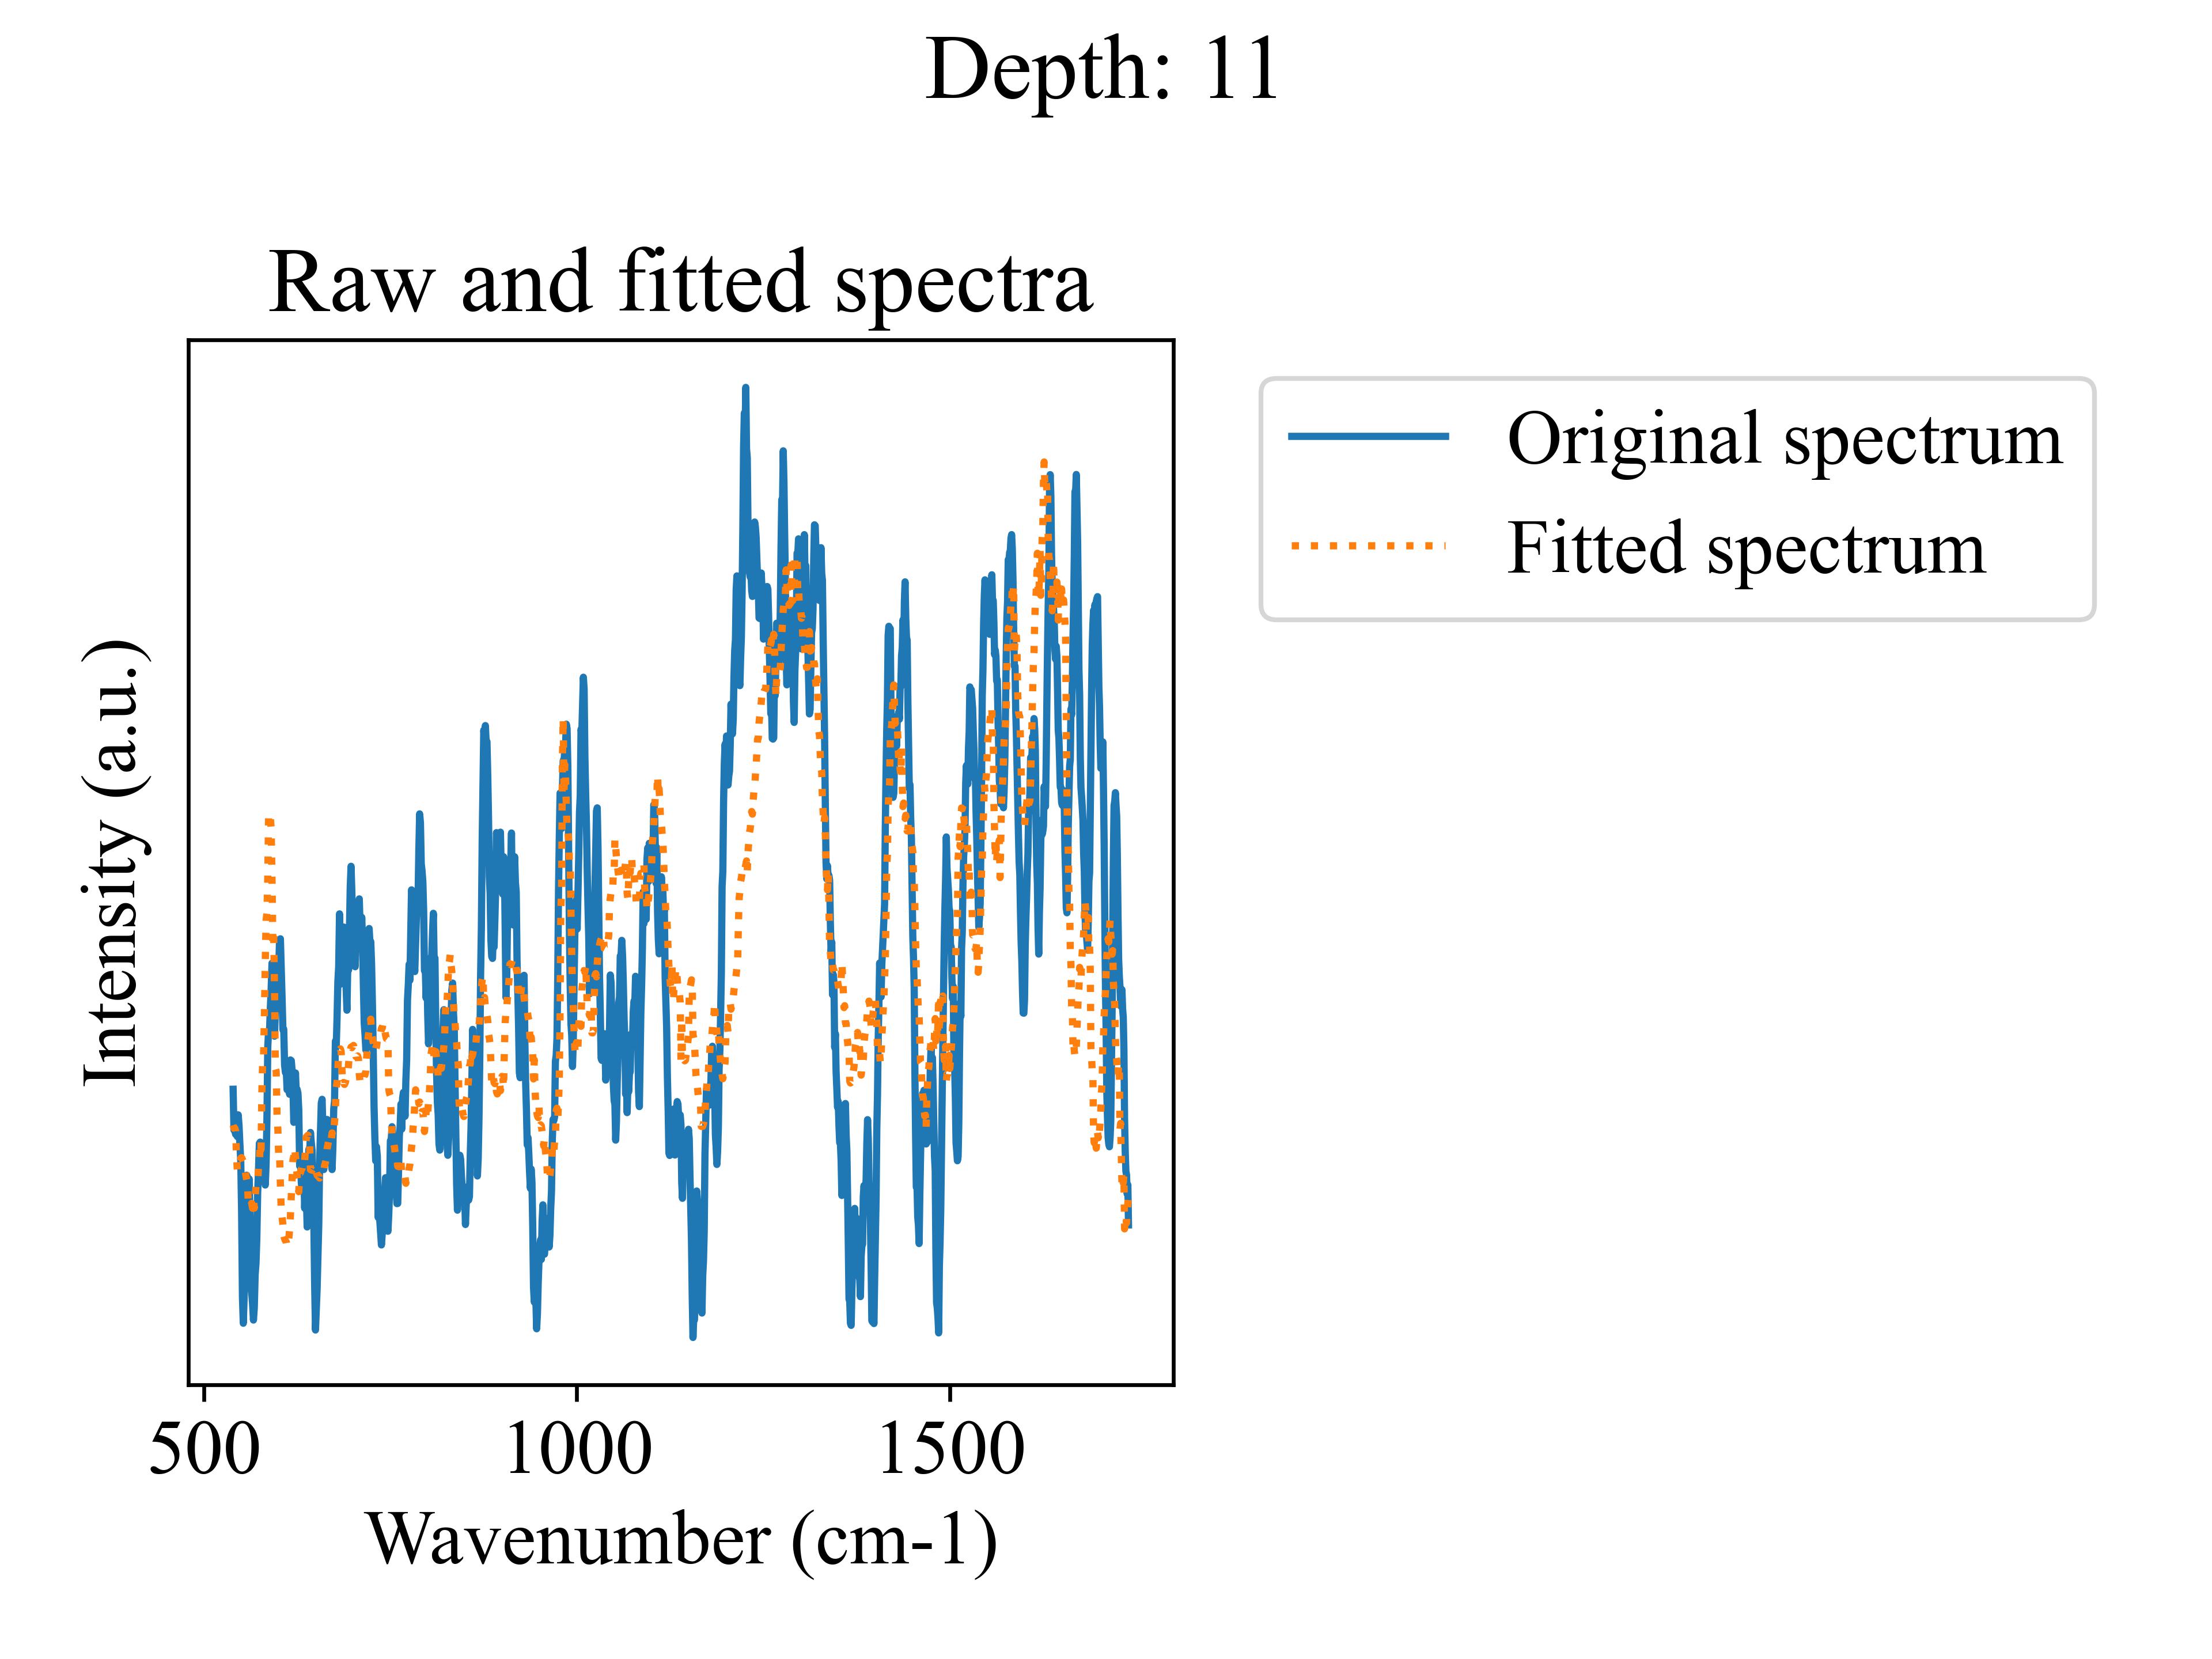 Depth: 11
Raw and fitted spectra
Original spectrum
Fitted spectrum
Intensity (a.u.)
500 1000 1500
Wavenumber (cm-1)